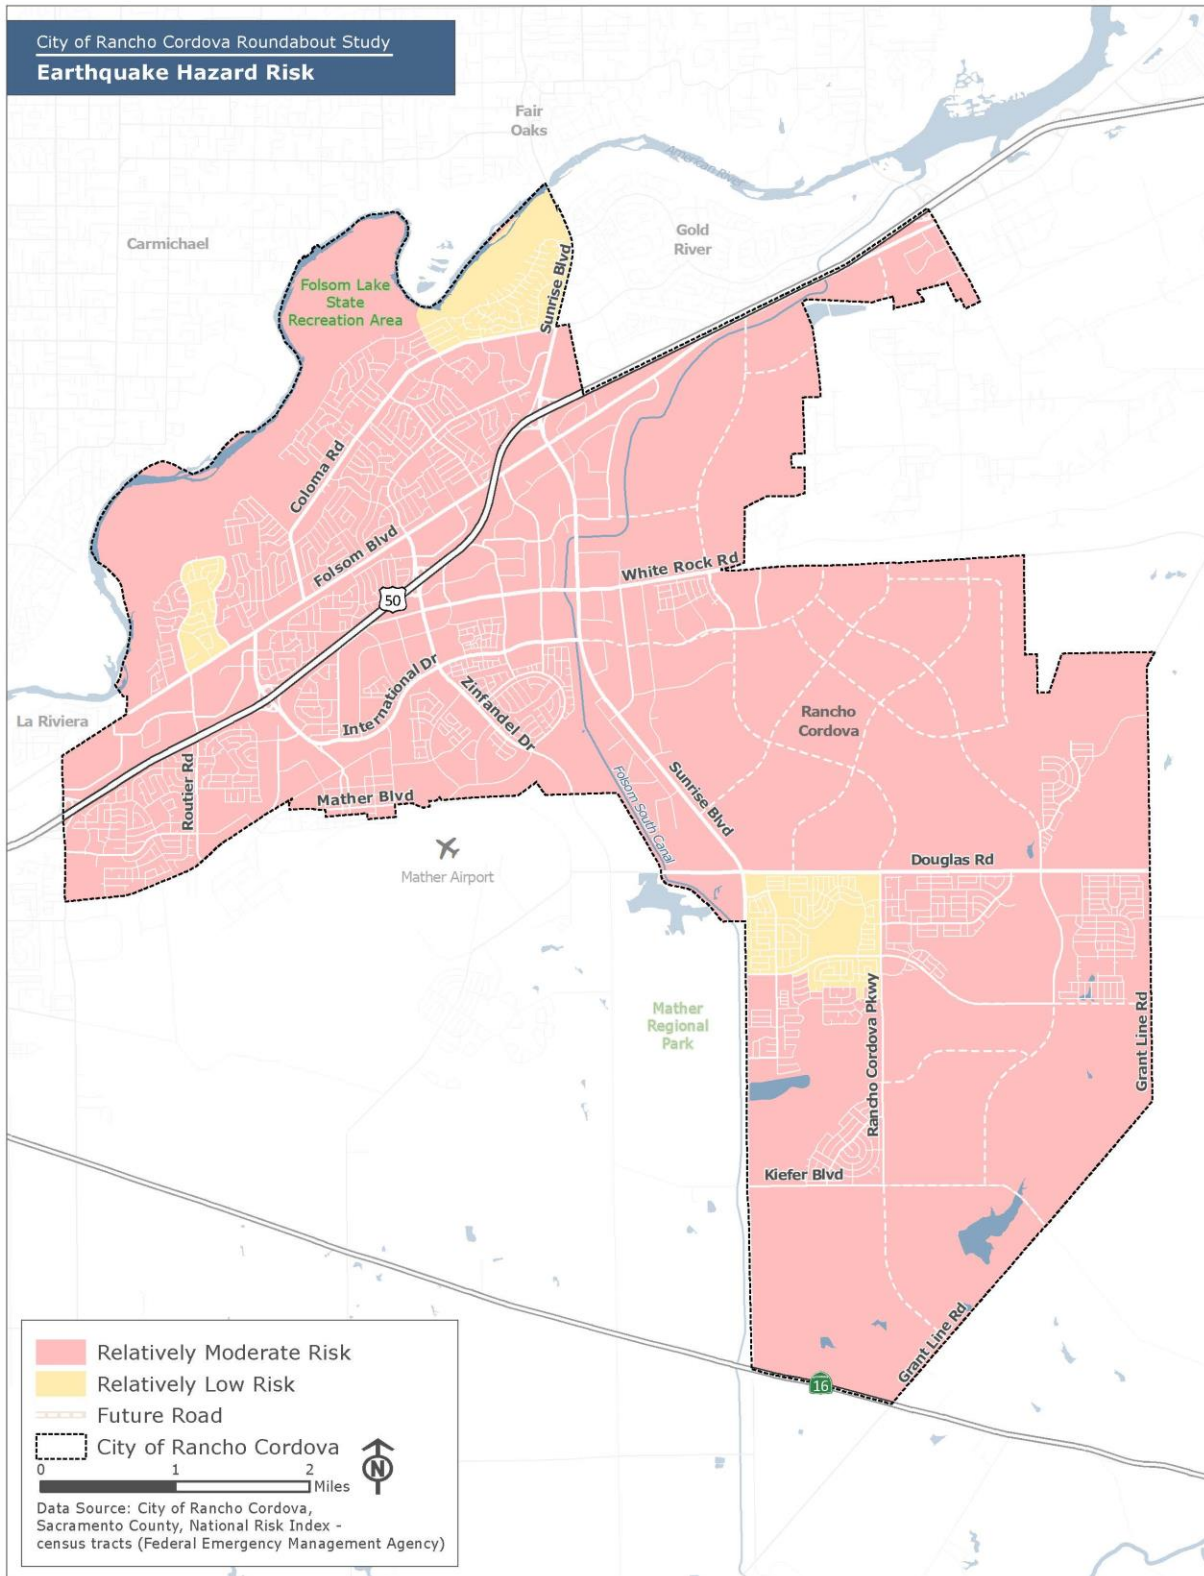 City of Rancho Cordova Roundabout Study
Earthquake Hazard Risk
Fair
Oaks
American River
Carmichael
Gold
River
Folsom Lake
State
Recreation Area
Sunrise Blvd
Coloma Rd
Folsom Blvd
White Rock Rd
50
International Dr
Zinfandel Dr
La Riviera
Rancho
Cordova
Routier Rd
Mather Blvd
Folsom South Canal
Sunrise Blvd
Mather Airport
Douglas Rd
Mather
Regional
Park
Rancho Cordova Pkwy
Grant Line Rd
Kiefer Blvd
Grant Line Rd
16
Relatively Moderate Risk
Relatively Low Risk
Future Road
City of Rancho Cordova
0 1 2
Miles
N
Data Source: City of Rancho Cordova,
Sacramento County, National Risk Index -
census tracts (Federal Emergency Management Agency)